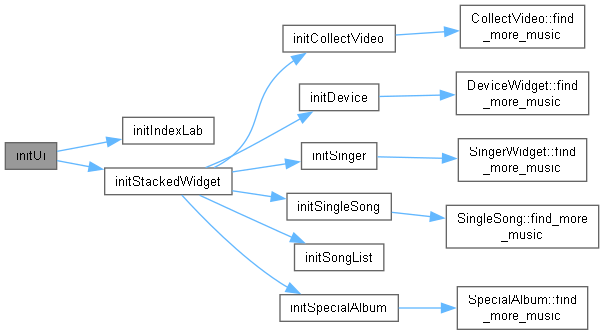 initUi
initIndexLab
initStackedWidget
initCollectVideo
CollectVideo::find
_more_music
initDevice
DeviceWidget::find
_more_music
initSinger
SingerWidget::find
_more_music
initSingleSong
SingleSong::find_more
_music
initSongList
initSpecialAlbum
SpecialAlbum::find
_more_music